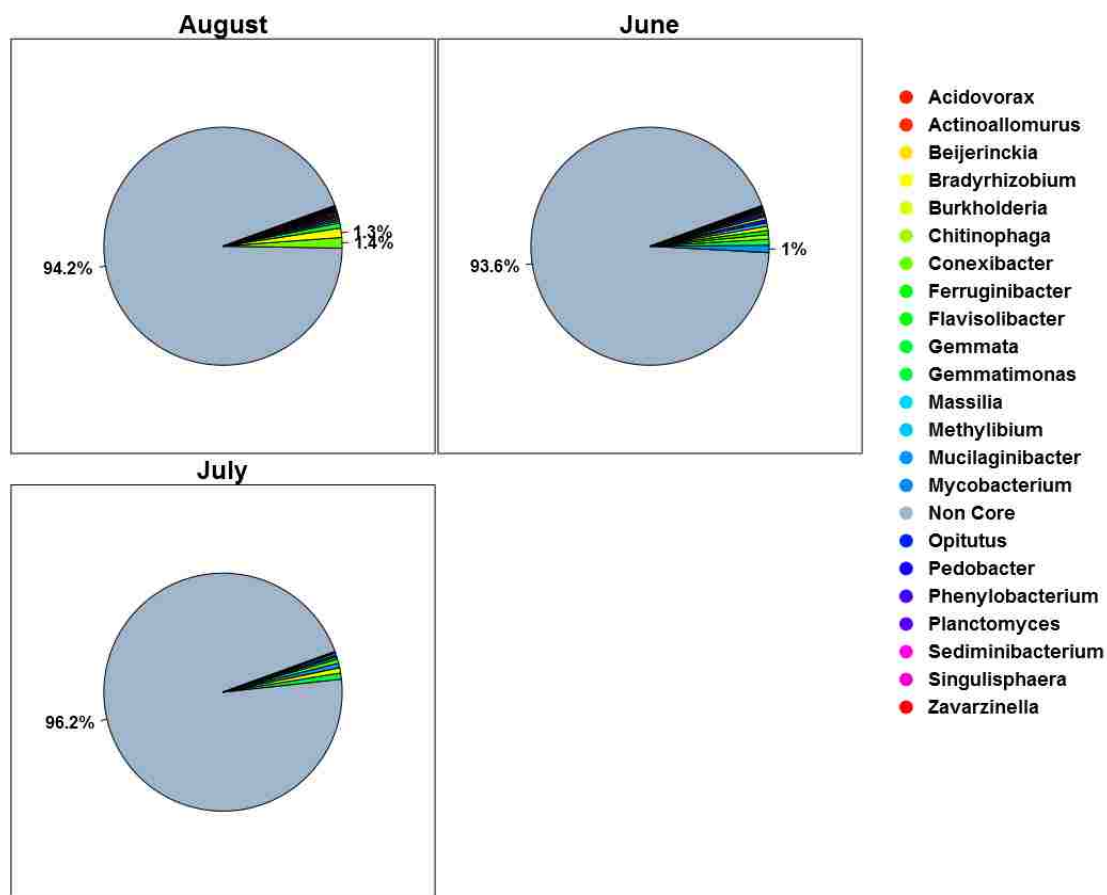 August
1.3%
1.4%
94.2%
June
93.6%
1%
July
96.2%
Acidovorax
Actinoallomurus
Beijerinckia
Bradyrhizobium
Burkholderia
Chitinophaga
Conexibacter
Ferruginibacter
Flavisolibacter
Gemmata
Gemmatimonas
Massilia
Methylibium
Mucilaginibacter
Mycobacterium
Non Core
Opitutus
Pedobacter
Phenylobacterium
Planctomyces
Sediminibacterium
Singulisphaera
Zavarzinella